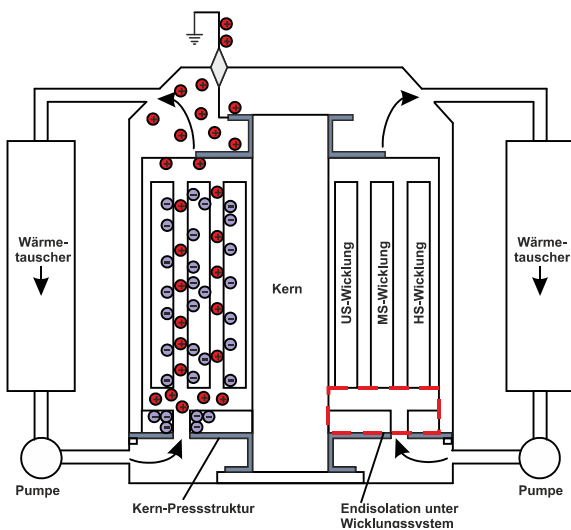 Wärme-
tauscher
Pumpe
Kern
US-Wicklung
MS-Wicklung
HS-Wicklung
Wärme-
tauscher
Pumpe
Kern-Pressstruktur
Endisolation unter
Wicklungssystem